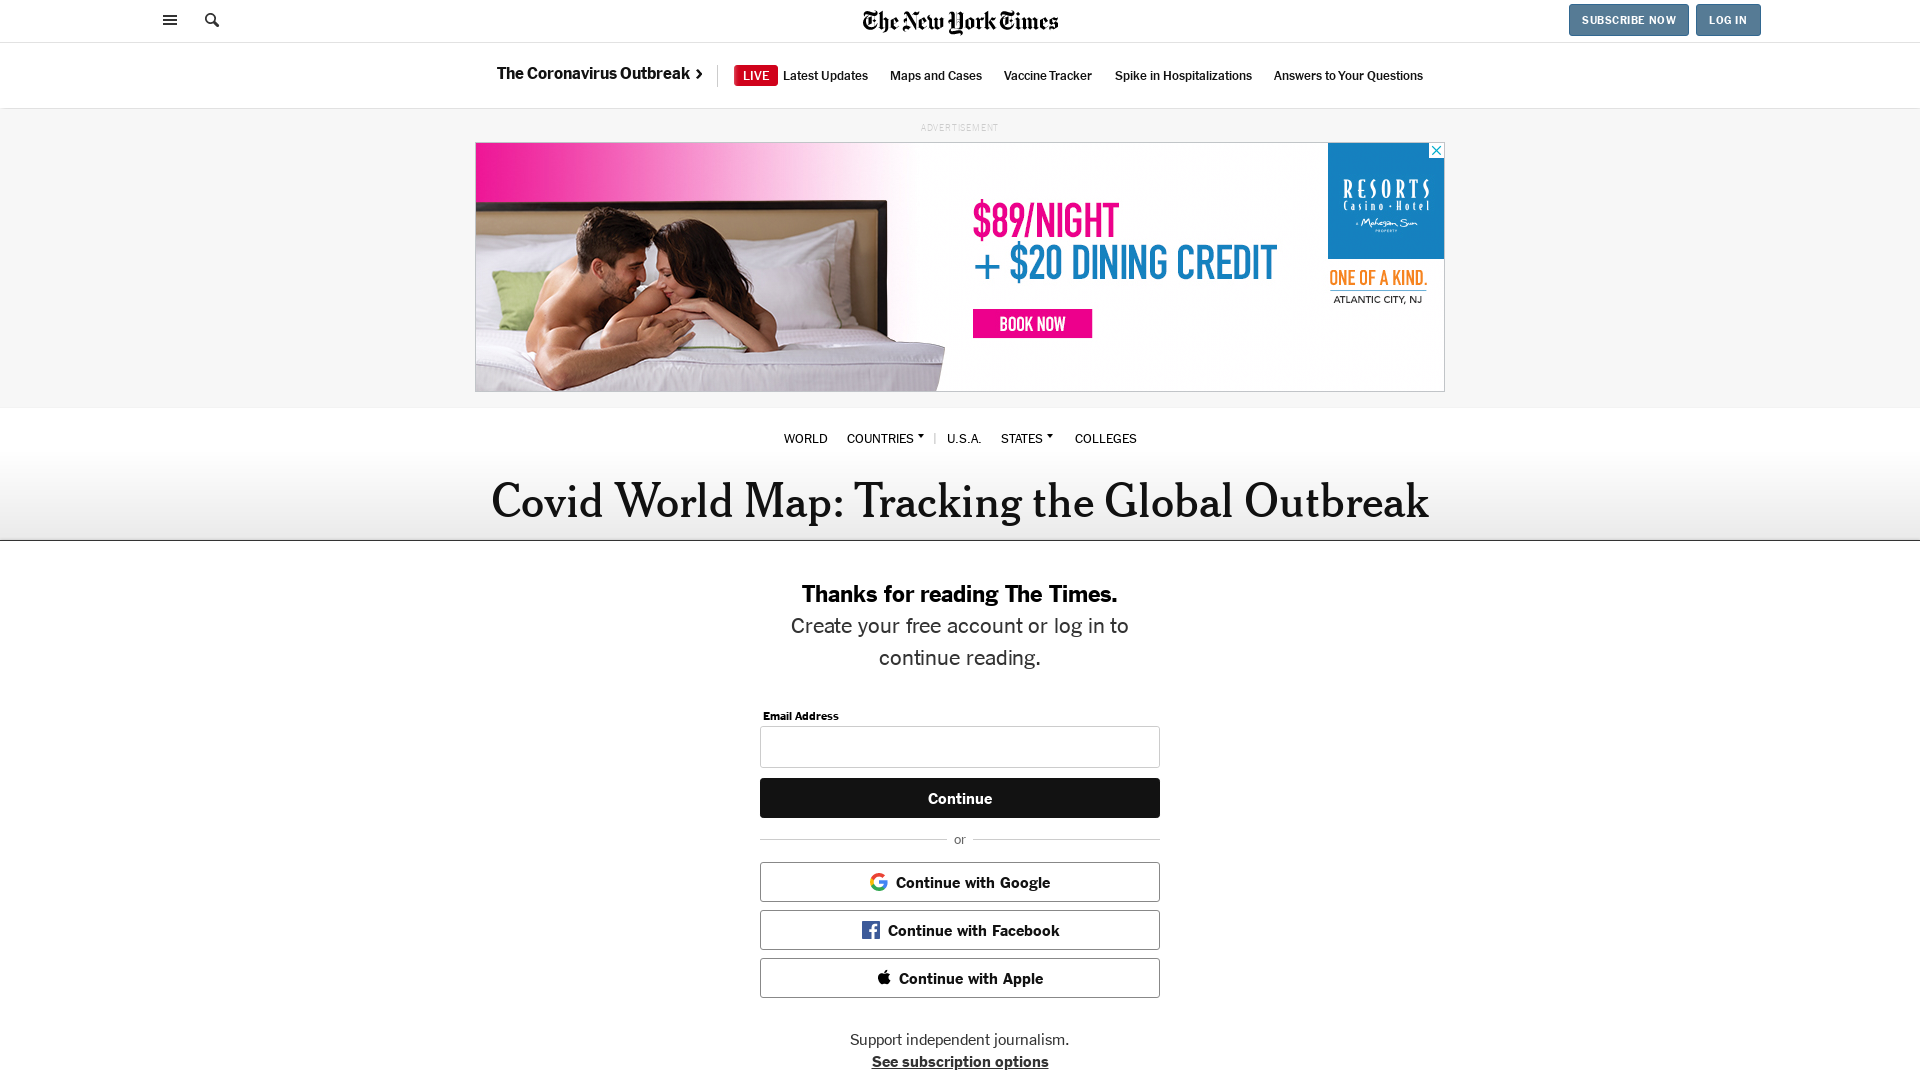 The New York Times
SUBSCRIBE NOW
LOG IN
The Coronavirus Outbreak
LIVE Latest Updates
Maps and Cases
Vaccine Tracker
Spike in Hospitalizations
Answers to Your Questions
ADVERTISEMENT
$89/NIGHT
+ $20 DINING CREDIT
BOOK NOW
RESORTS
Casino • Hotel
a Mohegan Sun
PROPERTY
ONE OF A KIND.
ATLANTIC CITY, NJ
WORLD COUNTRIES | U.S.A. STATES COLLEGES
Covid World Map: Tracking the Global Outbreak
Thanks for reading The Times.
Create your free account or log in to
continue reading.
Email Address
Continue
or
Continue with Google
Continue with Facebook
Continue with Apple
Support independent journalism.
See subscription options